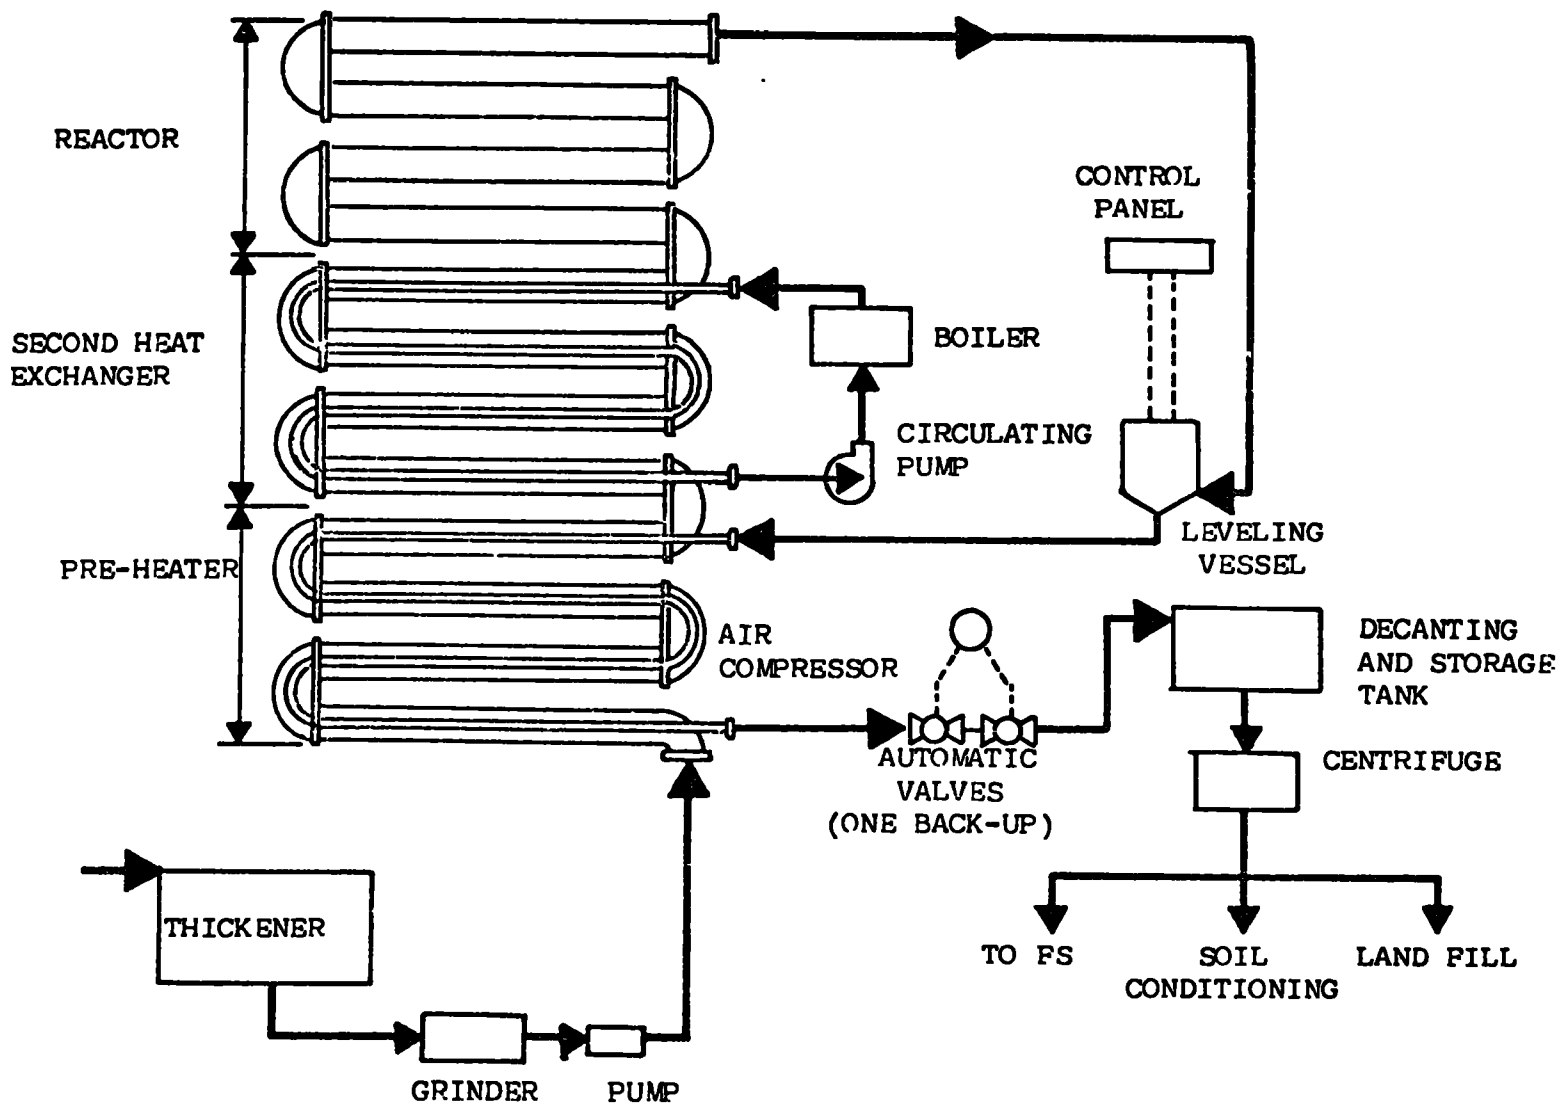 REACTOR
CONTROL
PANEL
SECOND HEAT
EXCHANGER
BOILER
CIRCULATING
PUMP
LEVELING
VESSEL
PRE-HEATER
AIR
COMPRESSOR
DECANTING
AND STORAGE
TANK
AUTOMATIC
VALVES
(ONE BACK-UP)
CENTRIFUGE
THICKENER
TO FS
SOIL
CONDITIONING
LAND FILL
GRINDER
PUMP